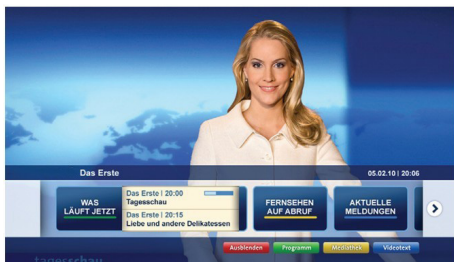 Das Erste
05.02.10 | 20:06
WAS
LÄUFT JETZT
Das Erste | 20:00
Tagesschau
Das Erste | 20:15
Liebe und andere Delikatessen
FERNSEHEN
AUF ABRUF
AKTUELLE
MELDUNGEN
Ausblenden
Programm
Mediathek
Videotext
tagesschau